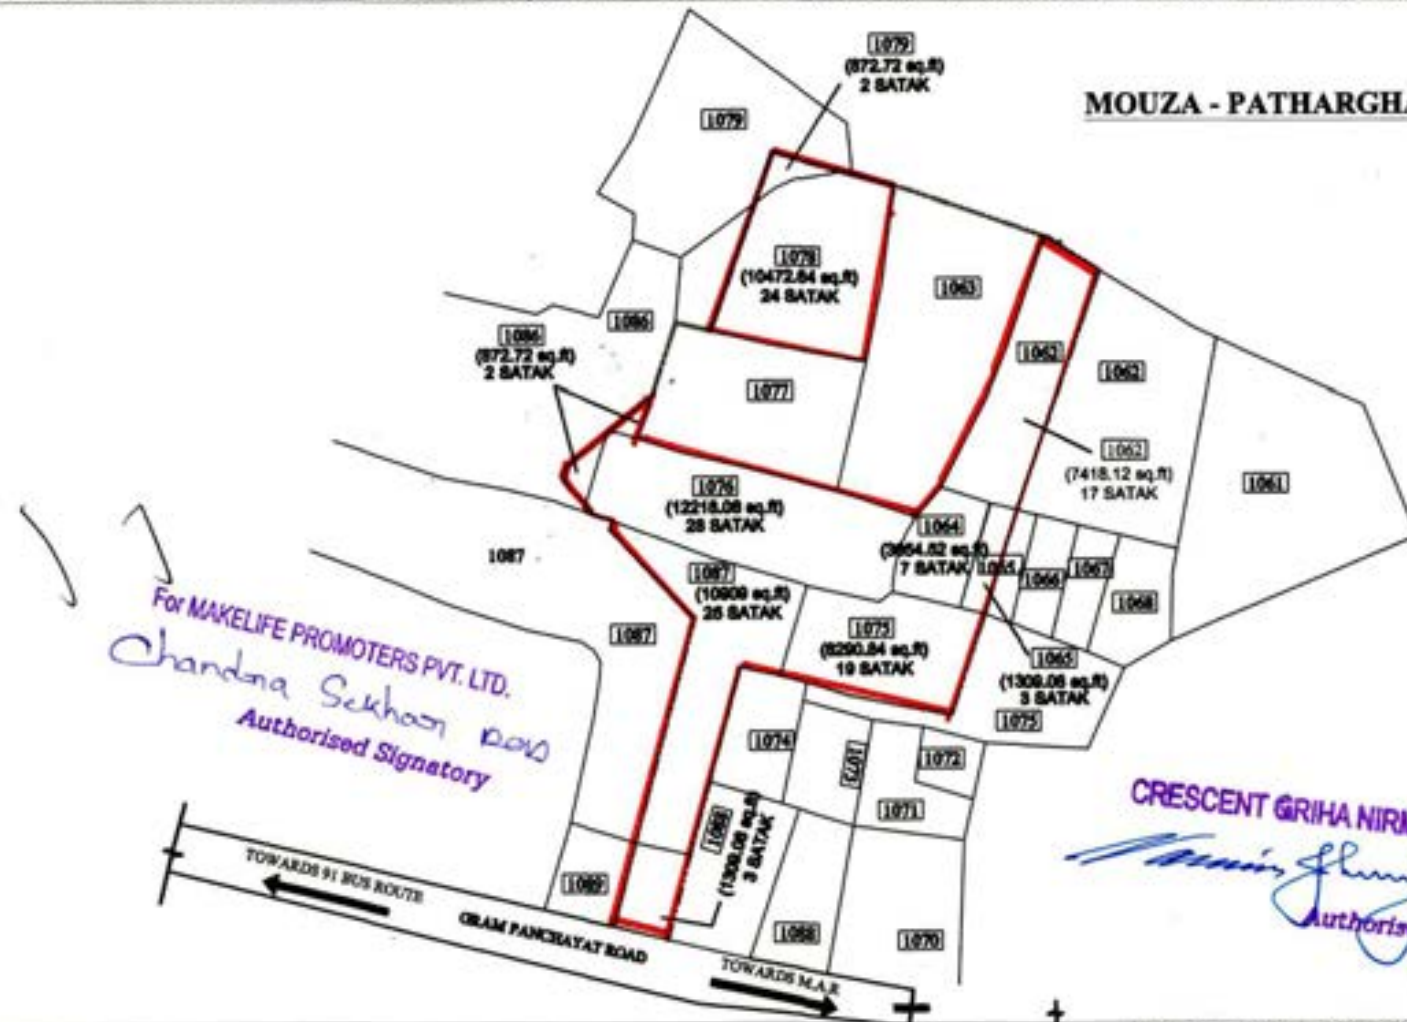 1079
(872.72 sq.ft)
2 SATAK
MOUZA - PATHARGHA
1079
1078
(10472.64 sq.ft)
24 SATAK
1063
1086
1086
(872.72 sq.ft)
2 SATAK
1062
1062
1077
1062
(7418.12 sq.ft)
17 SATAK
1061
1076
(12218.08 sq.ft)
28 SATAK
1064
(3054.52 sq.ft)
7 SATAK
1065
1066
1067
1068
1087
1087
(10909 sq.ft)
25 SATAK
1087
1075
(8290.84 sq.ft)
19 SATAK
1065
(1309.08 sq.ft)
3 SATAK
1075
For MAKELIFE PROMOTERS PVT. LTD.
Chandra Sekhar
Authorised Signatory
1074
1073
1072
1071
(1309.08 sq.ft)
3 SATAK
CRESCENT GRIHA NIRM
Authoris
TOWARDS 91 BUS ROUTE
1089
GRAM PANCHAYAT ROAD
1088
1070
TOWARDS M.A.R